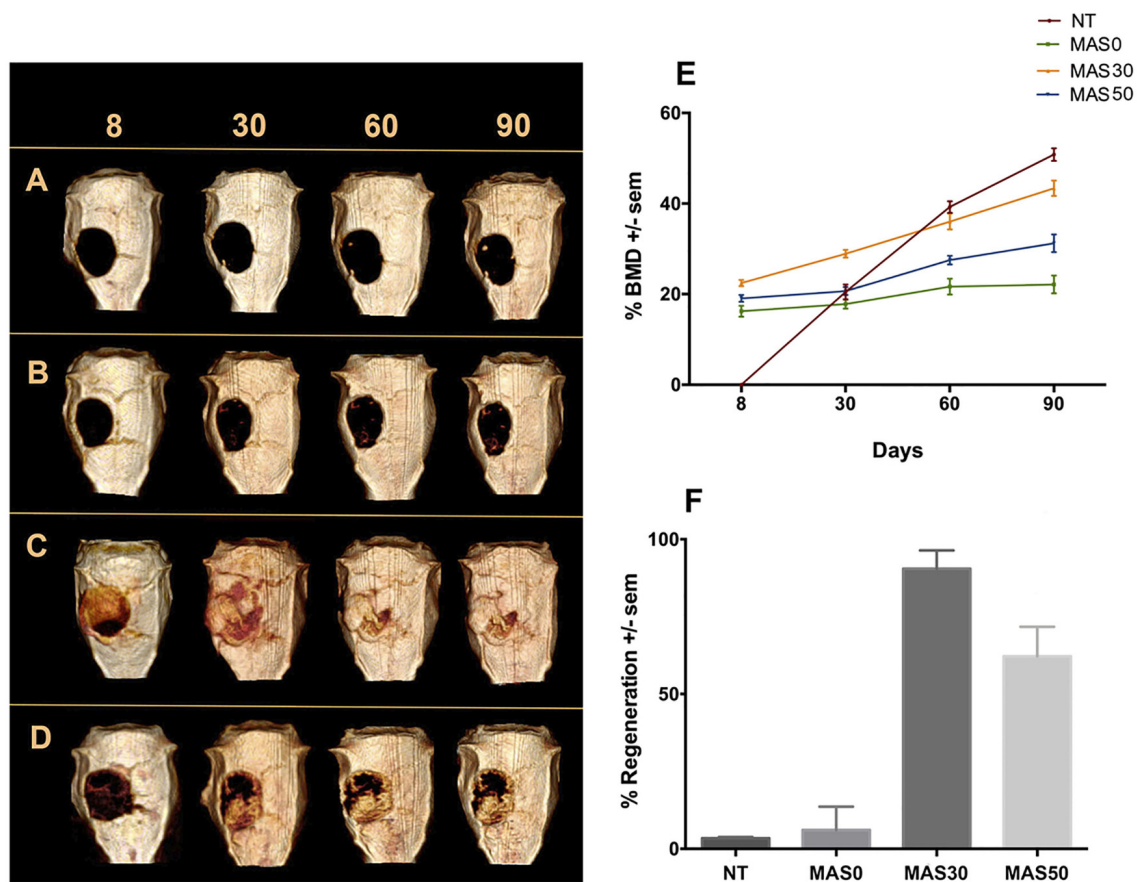 8 30 60 90
A
B
C
D
E
NT
MAS0
MAS30
MAS50
% BMD +/- sem
60
40
20
0
8 30 60 90
Days
F
% Regeneration +/- sem
100
50
0
NT MAS0 MAS30 MAS50